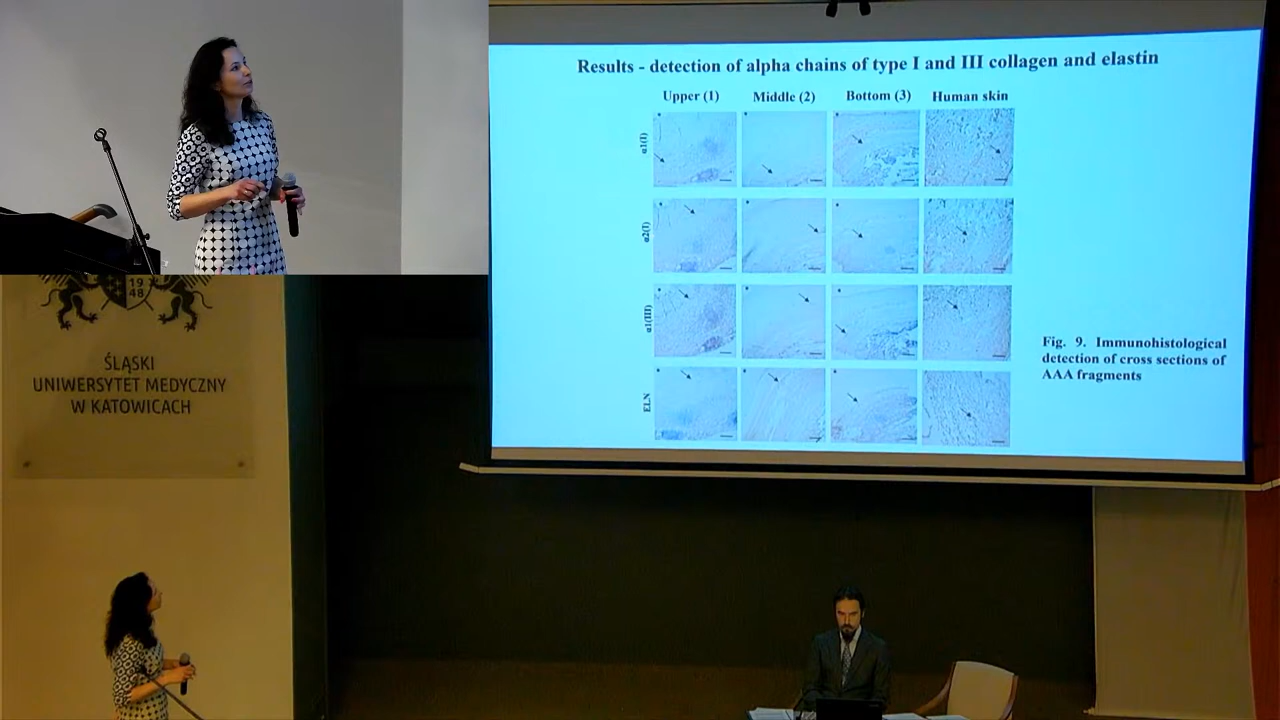 Results - detection of alpha chains of type I and III collagen and elastin
Upper (1) Middle (2) Bottom (3) Human skin
α1(I)
α2(I)
α1(III)
ELN
Fig. 9. Immunohistological
detection of cross sections of
AAA fragments
19
48
ŚLĄSKI
UNIWERSYTET MEDYCZNY
W KATOWICACH